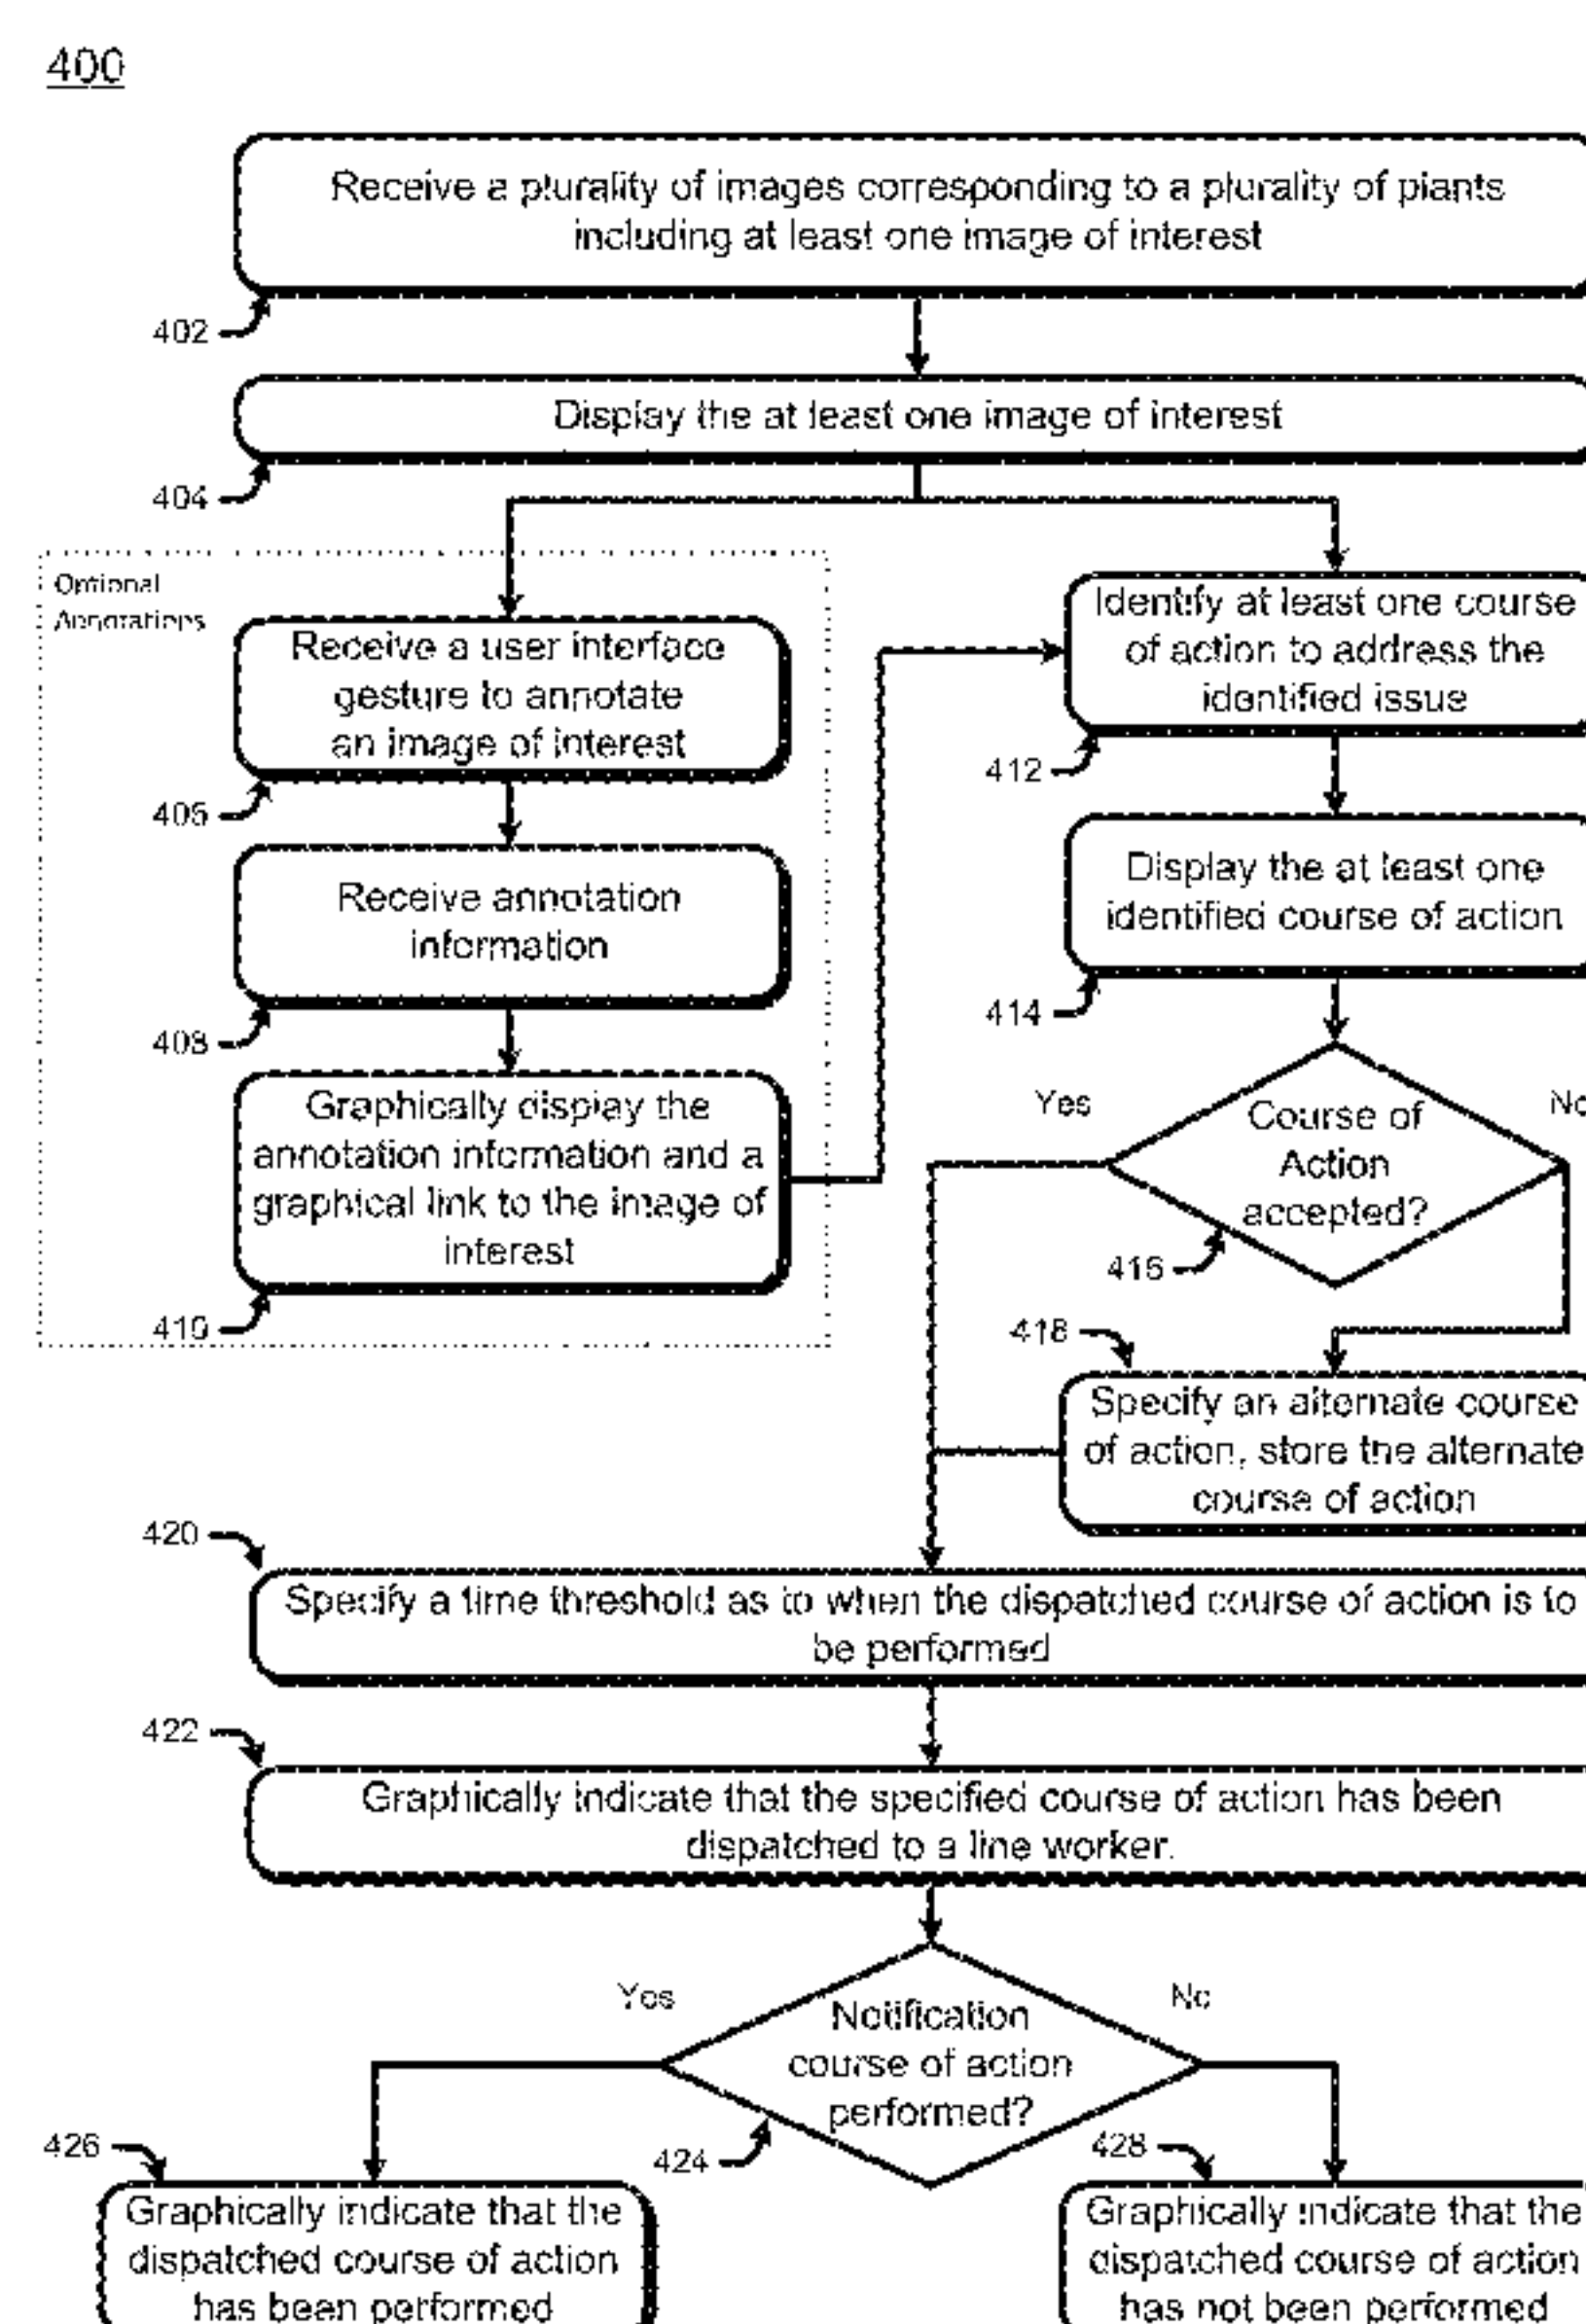 400
Receive a plurality of images corresponding to a plurality of plants
including at least one image of interest
402
Display the at least one image of interest
404
Optional
Annotations
Receive a user interface
gesture to annotate
an image of interest
406
Receive annotation
information
408
Graphically display the
annotation information and a
graphical link to the image of
interest
410
Identify at least one course
of action to address the
identified issue
412
Display the at least one
identified course of action
414
Yes
No
Course of
Action
accepted?
416
418
Specify an alternate course
of action, store the alternate
course of action
420
Specify a time threshold as to when the dispatched course of action is to
be performed
422
Graphically indicate that the specified course of action has been
dispatched to a line worker.
Yes
No
Notification
course of action
performed?
424
426
Graphically indicate that the
dispatched course of action
has been performed
428
Graphically indicate that the
dispatched course of action
has not been performed